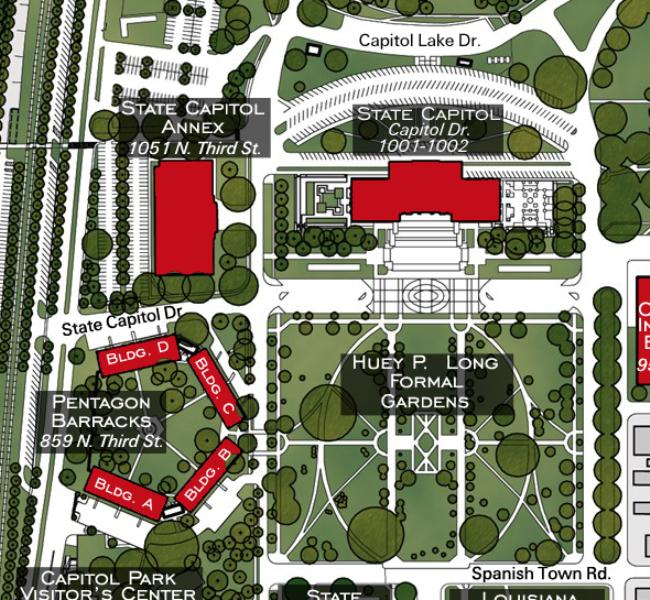 Capitol Lake Dr.
State Capitol
Annex
1051 N. Third St.
State Capitol
Capitol Dr.
1001-1002
State Capitol Dr.
Bldg. D
Bldg. C
Huey P. Long
Formal
Gardens
Pentagon
Barracks
859 N. Third St.
Bldg. B
Bldg. A
Spanish Town Rd.
Capitol Park
Visitor's Center
State
Louisiana